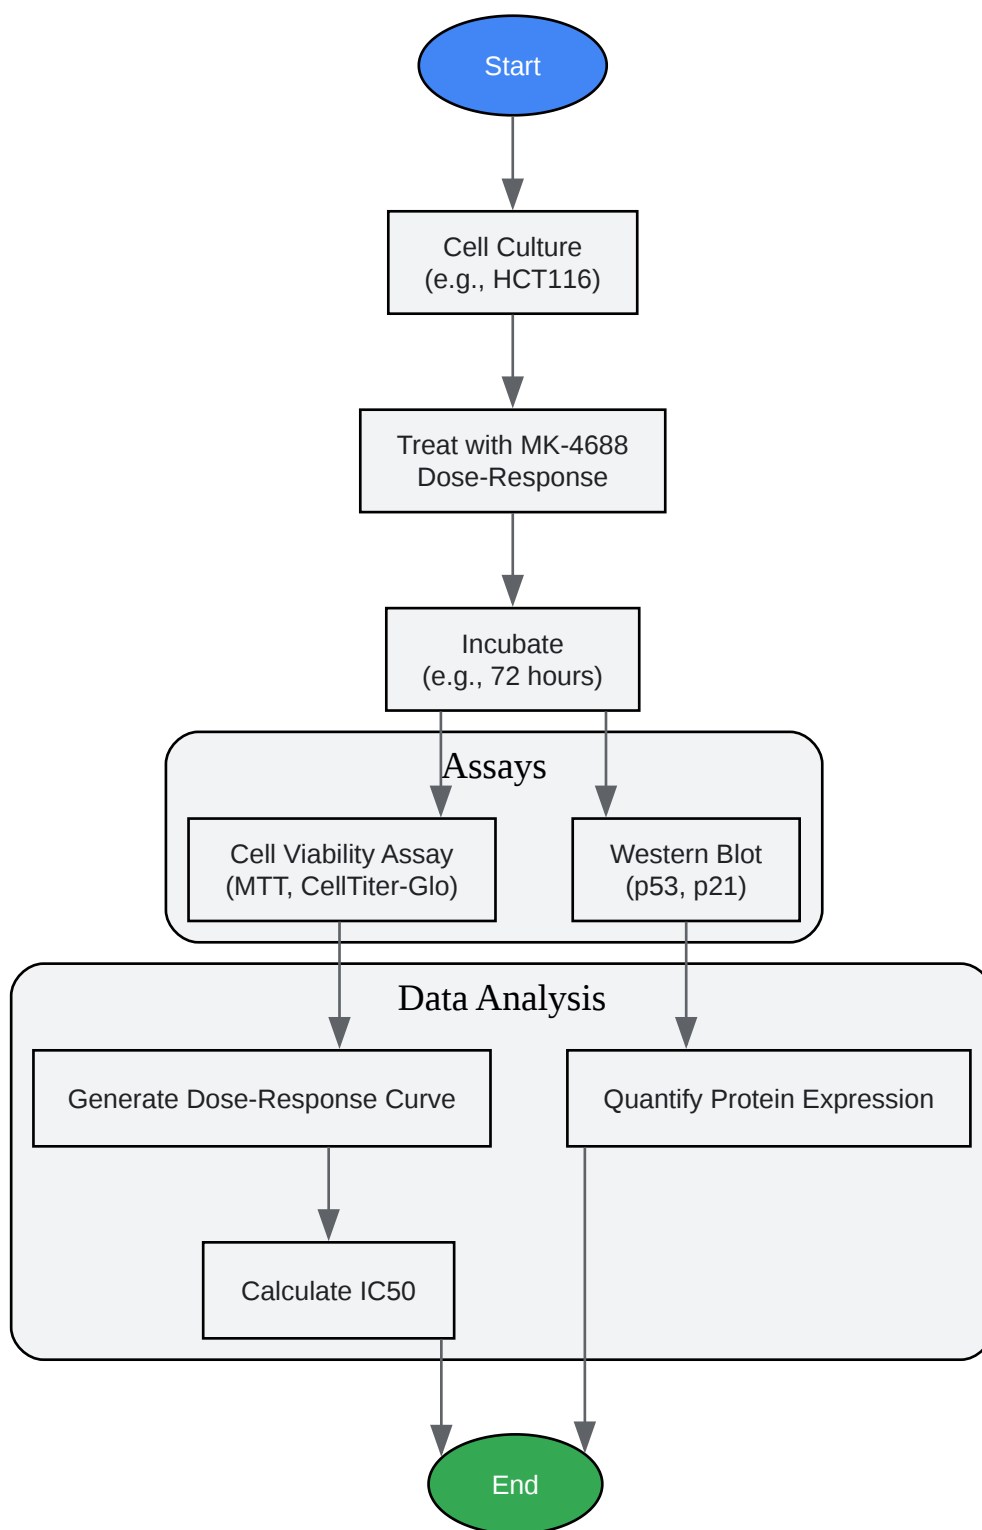 Start
Cell Culture
(e.g., HCT116)
Treat with MK-4688
Dose-Response
Incubate
(e.g., 72 hours)
Assays
Cell Viability Assay
(MTT, CellTiter-Glo)
Western Blot
(p53, p21)
Data Analysis
Generate Dose-Response Curve
Quantify Protein Expression
Calculate IC50
End